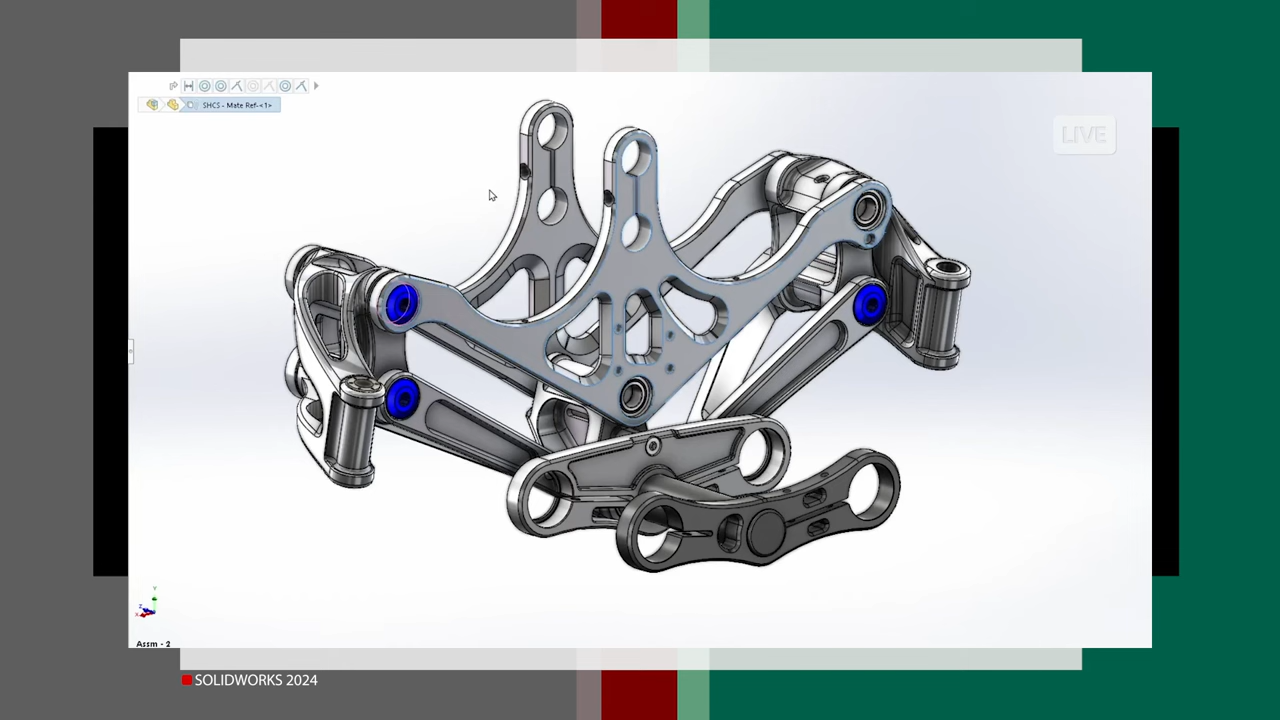 SHCS - Mate Ref-<1>
LIVE
Assm - 2
SOLIDWORKS 2024